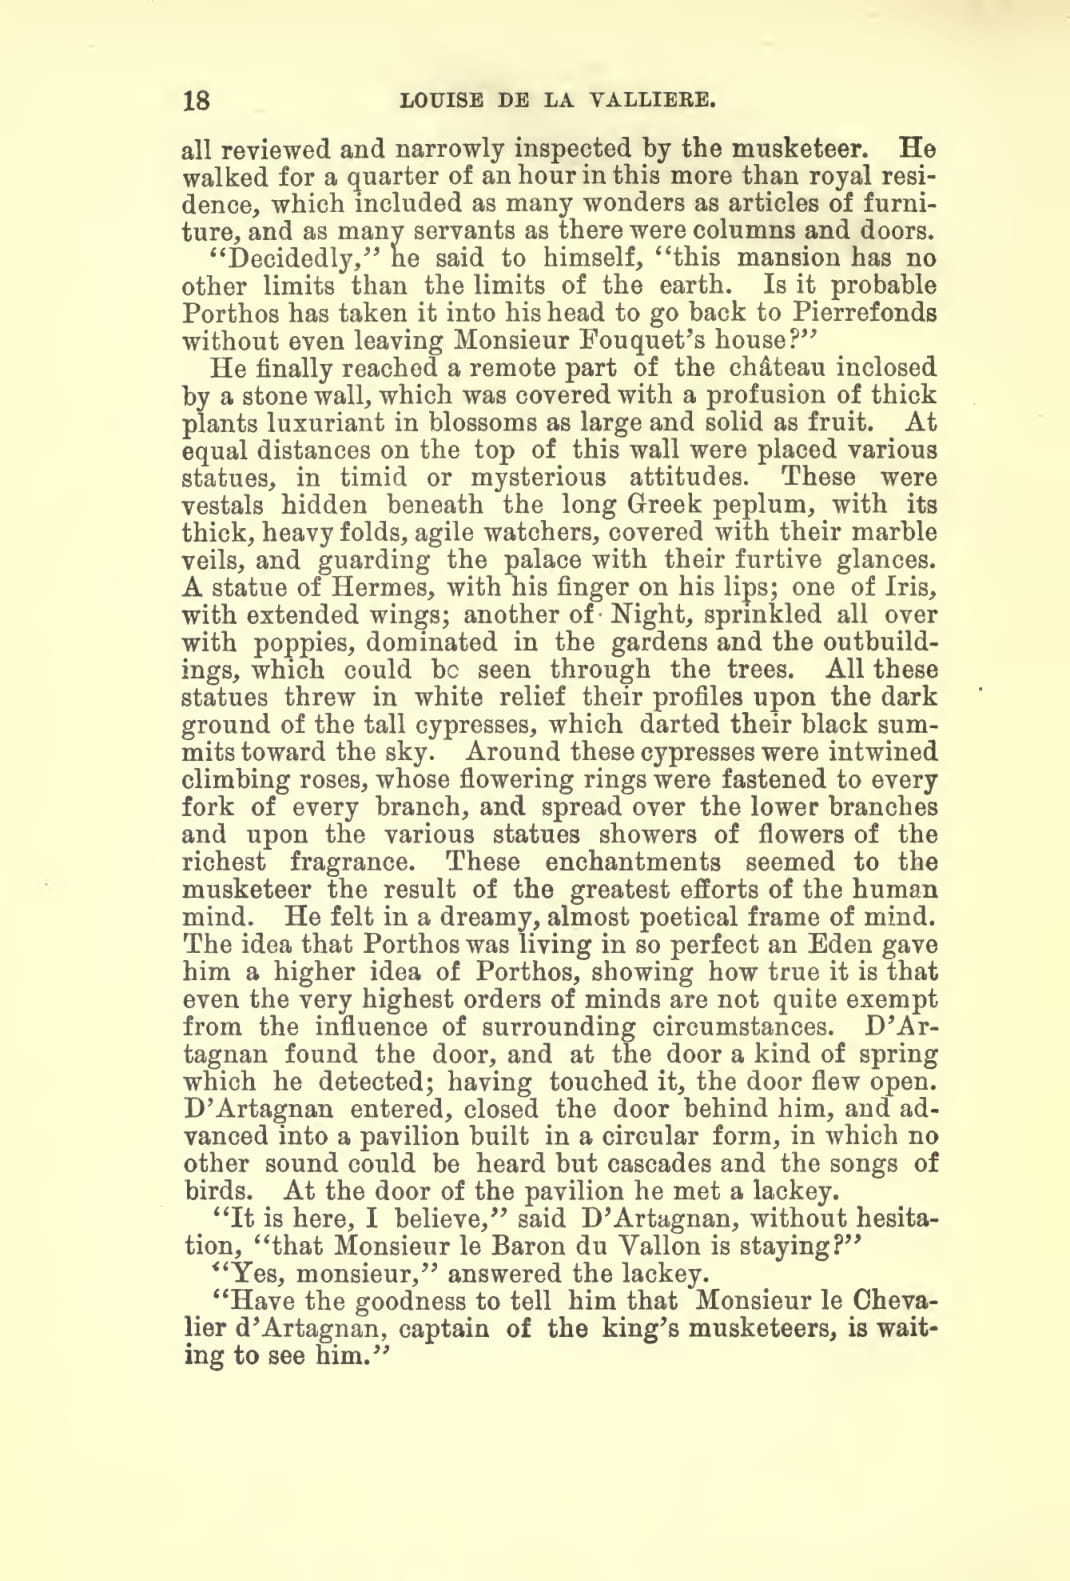 18 LOUISE DE LA VALLIERE.
all reviewed and narrowly inspected by the musketeer. He
walked for a quarter of an hour in this more than royal resi-
dence, which included as many wonders as articles of furni-
ture, and as many servants as there were columns and doors.
“Decidedly,” he said to himself, “this mansion has no
other limits than the limits of the earth. Is it probable
Porthos has taken it into his head to go back to Pierrefonds
without even leaving Monsieur Fouquet’s house?”
He finally reached a remote part of the château inclosed
by a stone wall, which was covered with a profusion of thick
plants luxuriant in blossoms as large and solid as fruit. At
equal distances on the top of this wall were placed various
statues, in timid or mysterious attitudes. These were
vestals hidden beneath the long Greek peplum, with its
thick, heavy folds, agile watchers, covered with their marble
veils, and guarding the palace with their furtive glances.
A statue of Hermes, with his finger on his lips; one of Iris,
with extended wings; another of Night, sprinkled all over
with poppies, dominated in the gardens and the outbuild-
ings, which could be seen through the trees. All these
statues threw in white relief their profiles upon the dark
ground of the tall cypresses, which darted their black sum-
mits toward the sky. Around these cypresses were intwined
climbing roses, whose flowering rings were fastened to every
fork of every branch, and spread over the lower branches
and upon the various statues showers of flowers of the
richest fragrance. These enchantments seemed to the
musketeer the result of the greatest efforts of the human
mind. He felt in a dreamy, almost poetical frame of mind.
The idea that Porthos was living in so perfect an Eden gave
him a higher idea of Porthos, showing how true it is that
even the very highest orders of minds are not quite exempt
from the influence of surrounding circumstances. D’Ar-
tagnan found the door, and at the door a kind of spring
which he detected; having touched it, the door flew open.
D’Artagnan entered, closed the door behind him, and ad-
vanced into a pavilion built in a circular form, in which no
other sound could be heard but cascades and the songs of
birds. At the door of the pavilion he met a lackey.
“It is here, I believe,” said D’Artagnan, without hesita-
tion, “that Monsieur le Baron du Vallon is staying?”
“Yes, monsieur,” answered the lackey.
“Have the goodness to tell him that Monsieur le Cheva-
lier d’Artagnan, captain of the king’s musketeers, is wait-
ing to see him.”